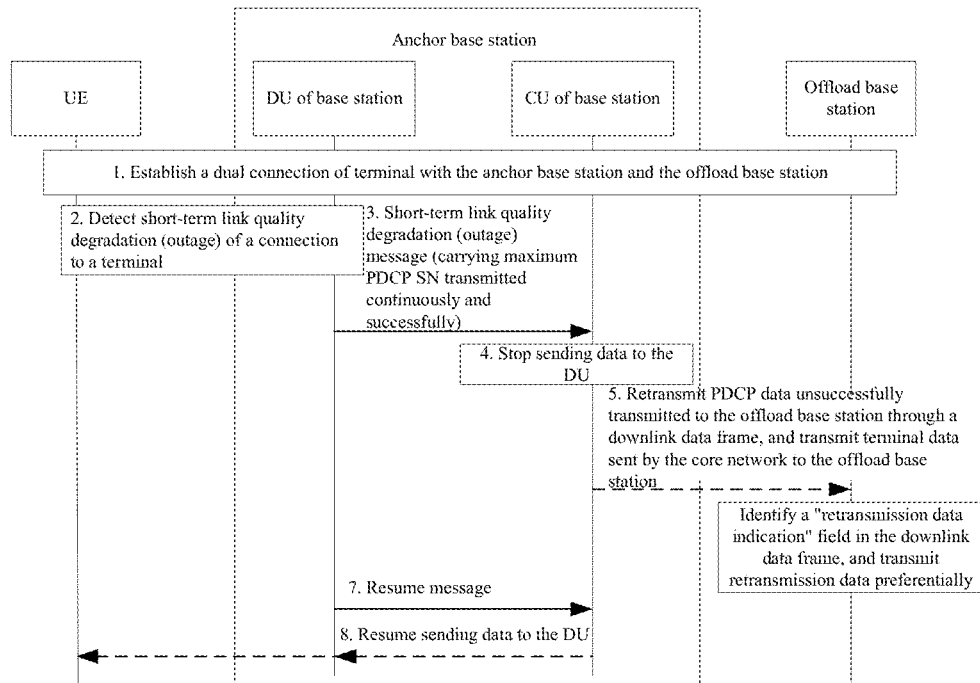 Anchor base station
UE
DU of base station
CU of base station
Offload base
station
1. Establish a dual connection of terminal with the anchor base station and the offload base station
2. Detect short-term link quality
degradation (outage) of a connection
to a terminal
3. Short-term link quality
degradation (outage)
message (carrying maximum
PDCP SN transmitted
continuously and
successfully)
4. Stop sending data to the
DU
5. Retransmit PDCP data unsuccessfully
transmitted to the offload base station through a
downlink data frame, and transmit terminal data
sent by the core network to the offload base
station
Identify a "retransmission data
indication" field in the downlink
data frame, and transmit
retransmission data preferentially
7. Resume message
8. Resume sending data to the DU